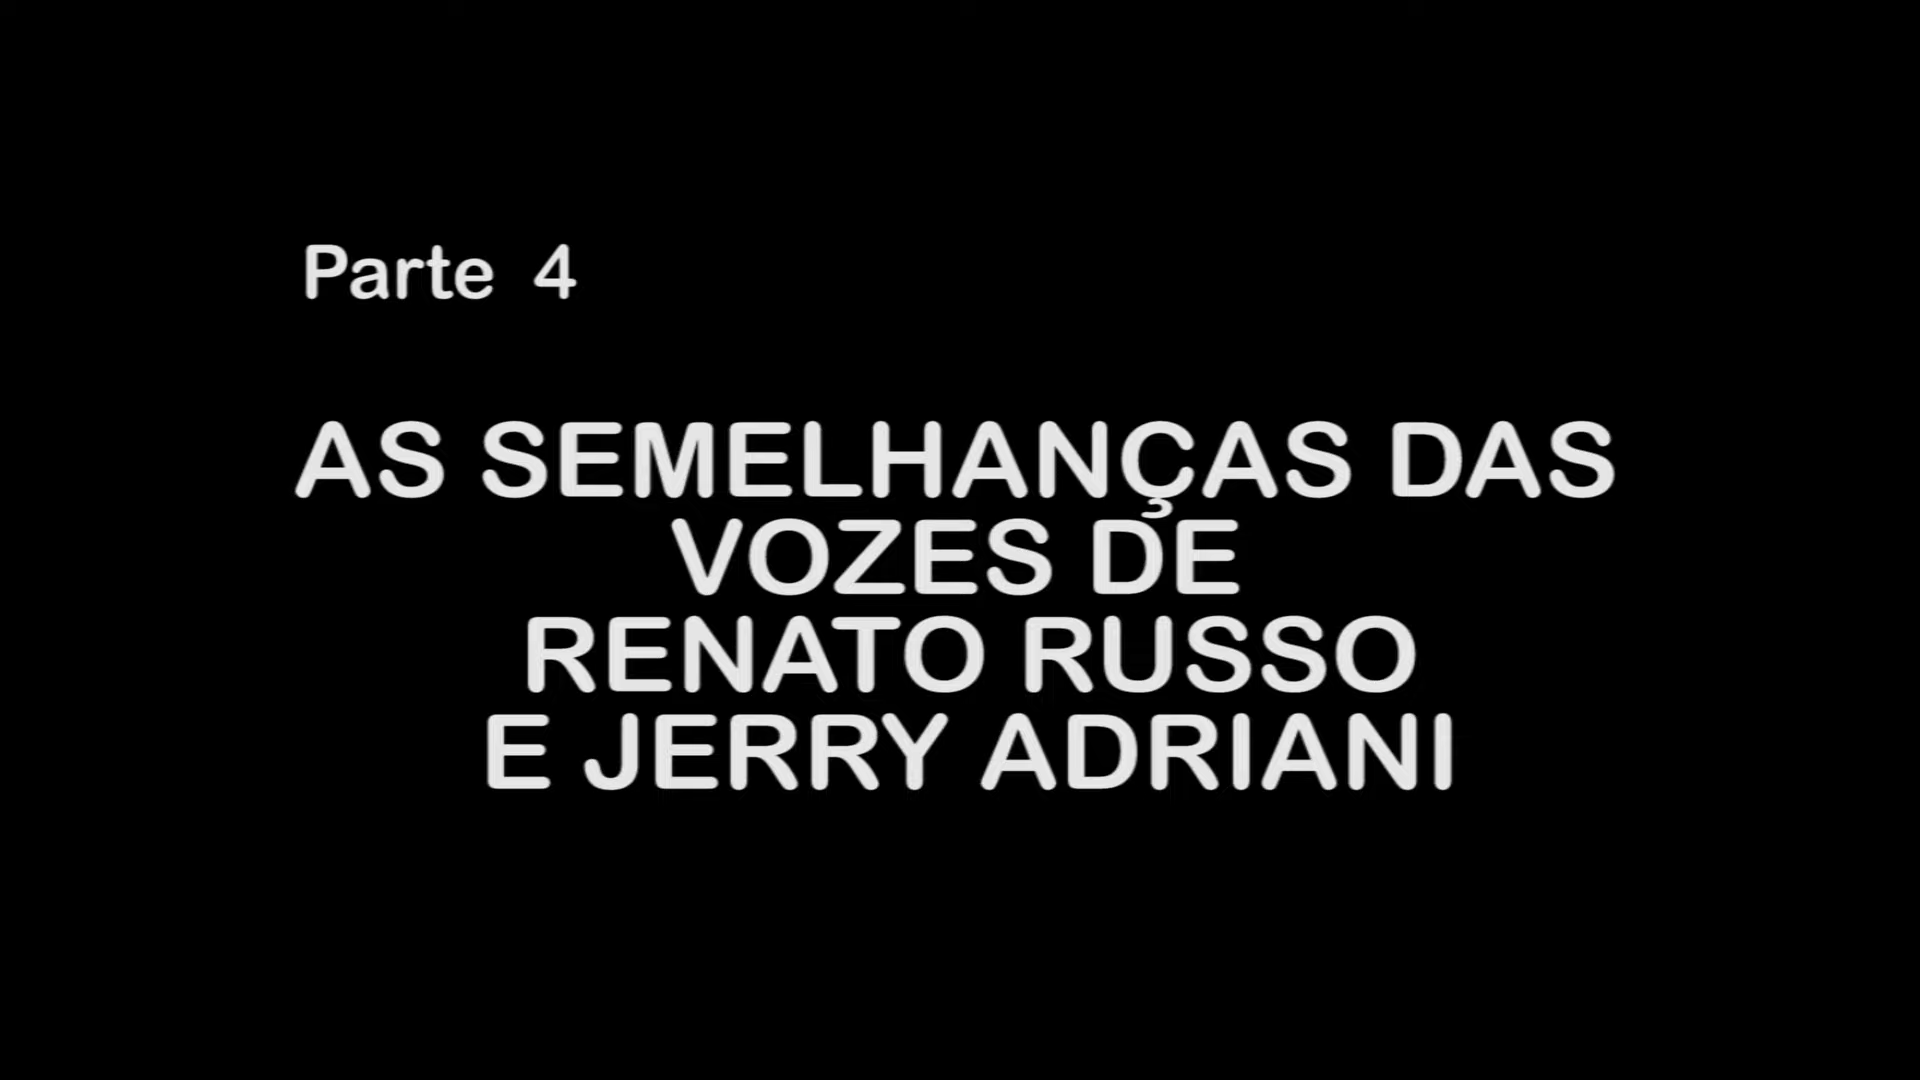 Parte 4
AS SEMELHANÇAS DAS
VOZES DE
RENATO RUSSO
E JERRY ADRIANI